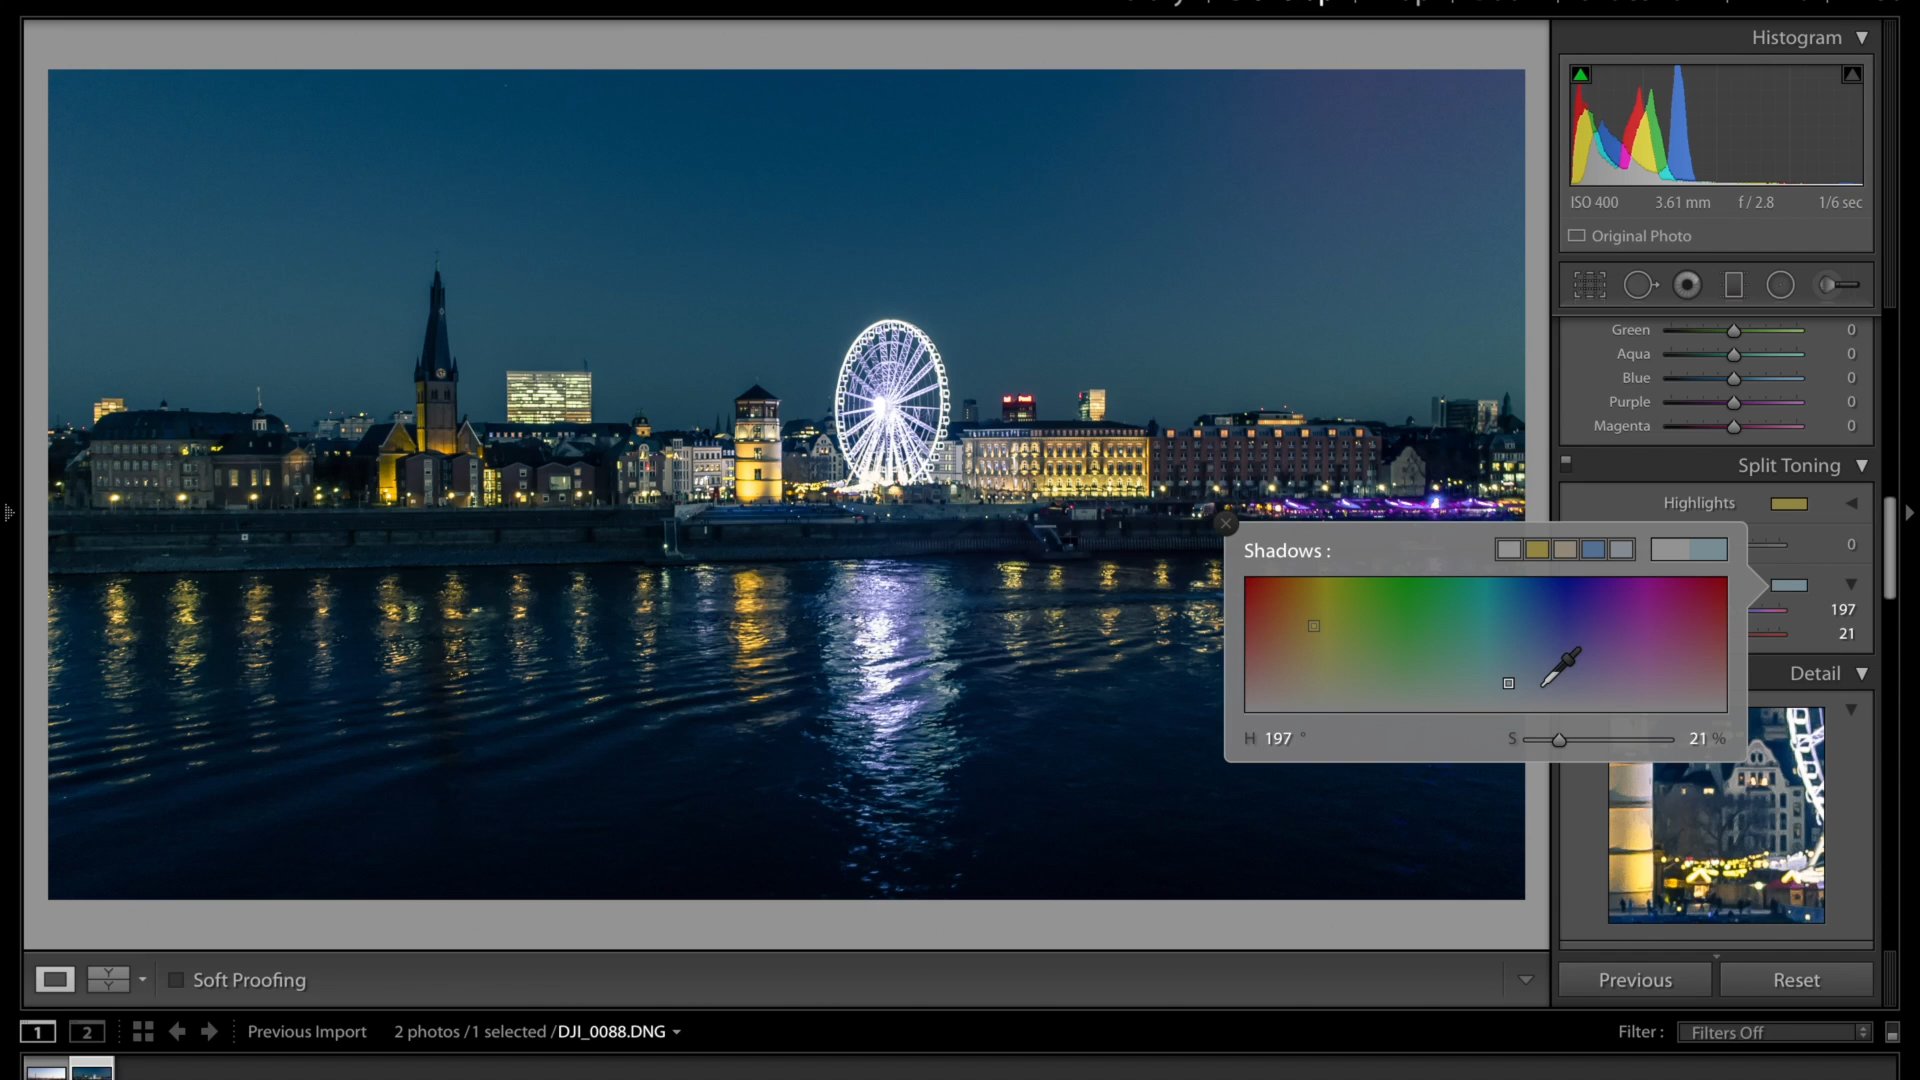 Histogram
ISO 400 3.61 mm f / 2.8 1/6 sec
Original Photo
Green 0
Aqua 0
Blue 0
Purple 0
Magenta 0
Split Toning
Highlights
0
197
21
Shadows :
H 197 ° S 21 %
Detail
Previous Reset
Soft Proofing
1 2 Previous Import 2 photos /1 selected /DJI_0088.DNG
Filter : Filters Off